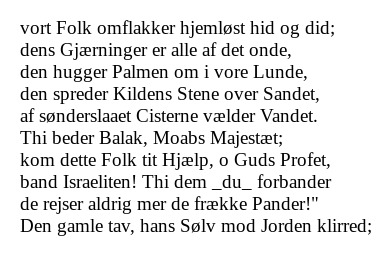 vort Folk omflakker hjemløst hid og did;
dens Gjærninger er alle af det onde,
den hugger Palmen om i vore Lunde,
den spreder Kildens Stene over Sandet,
af sønderslaaet Cisterne vælder Vandet.
Thi beder Balak, Moabs Majestæt;
kom dette Folk tit Hjælp, o Guds Profet,
band Israeliten! Thi dem _du_ forbander
de rejser aldrig mer de frække Pander!"
Den gamle tav, hans Sølv mod Jorden klirred;